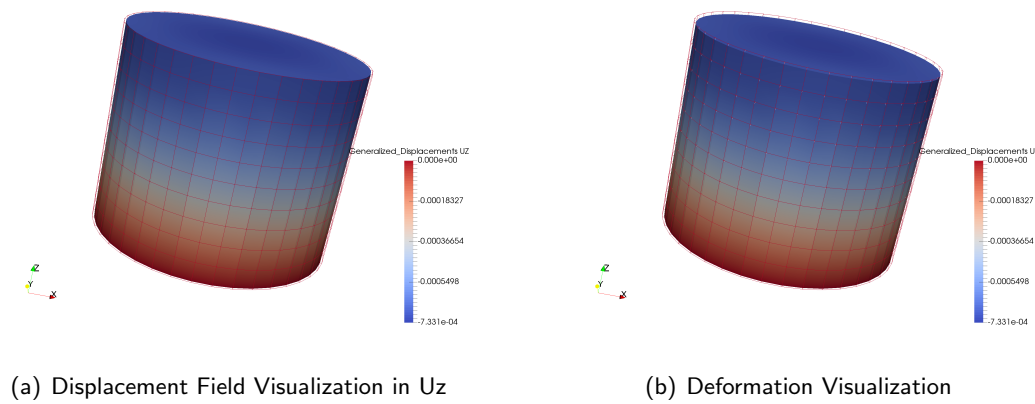 Generalized_Displacements UZ
0.000e+00
-0.00018327
-0.00036654
-0.0005498
-7.331e-04
Z
Y
X
Generalized_Displacements U
0.000e+00
-0.00018327
-0.00036654
-0.0005498
-7.331e-04
Z
Y
X
(a) Displacement Field Visualization in Uz
(b) Deformation Visualization